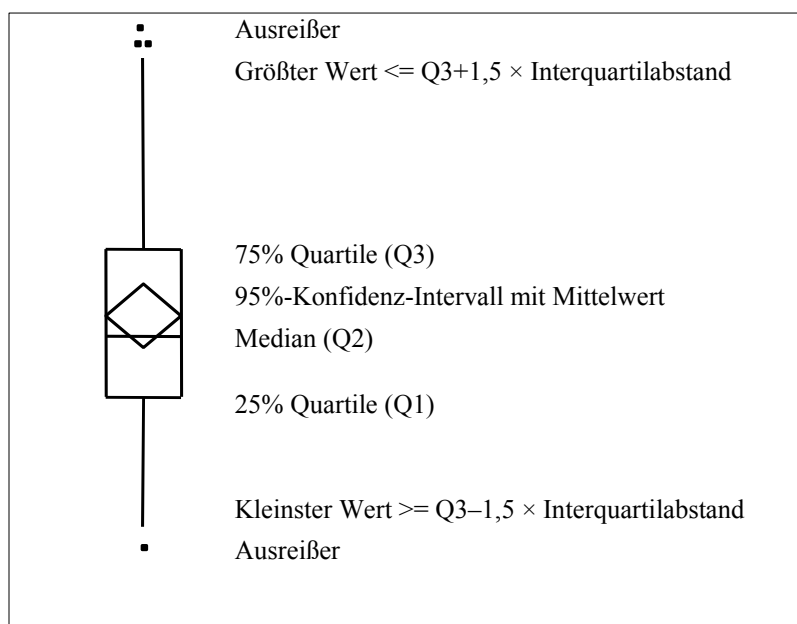 Ausreißer
Größter Wert <= Q3+1,5 × Interquartilabstand
75% Quartile (Q3)
95%-Konfidenz-Intervall mit Mittelwert
Median (Q2)
25% Quartile (Q1)
Kleinster Wert >= Q3–1,5 × Interquartilabstand
Ausreißer